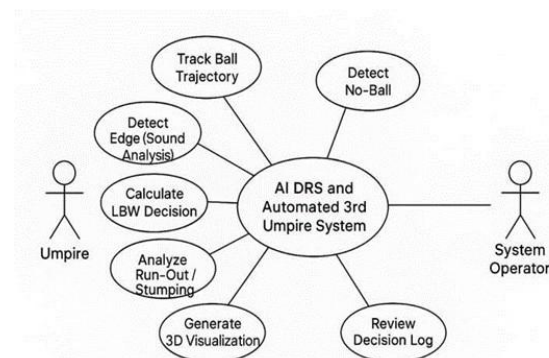 Track Ball
Trajectory
Detect
No-Ball
Detect
Edge (Sound
Analysis)
AI DRS and
Automated 3rd
Umpire System
Calculate
LBW Decision
Umpire
System
Operator
Analyze
Run-Out /
Stumping
Generate
3D Visualization
Review
Decision Log